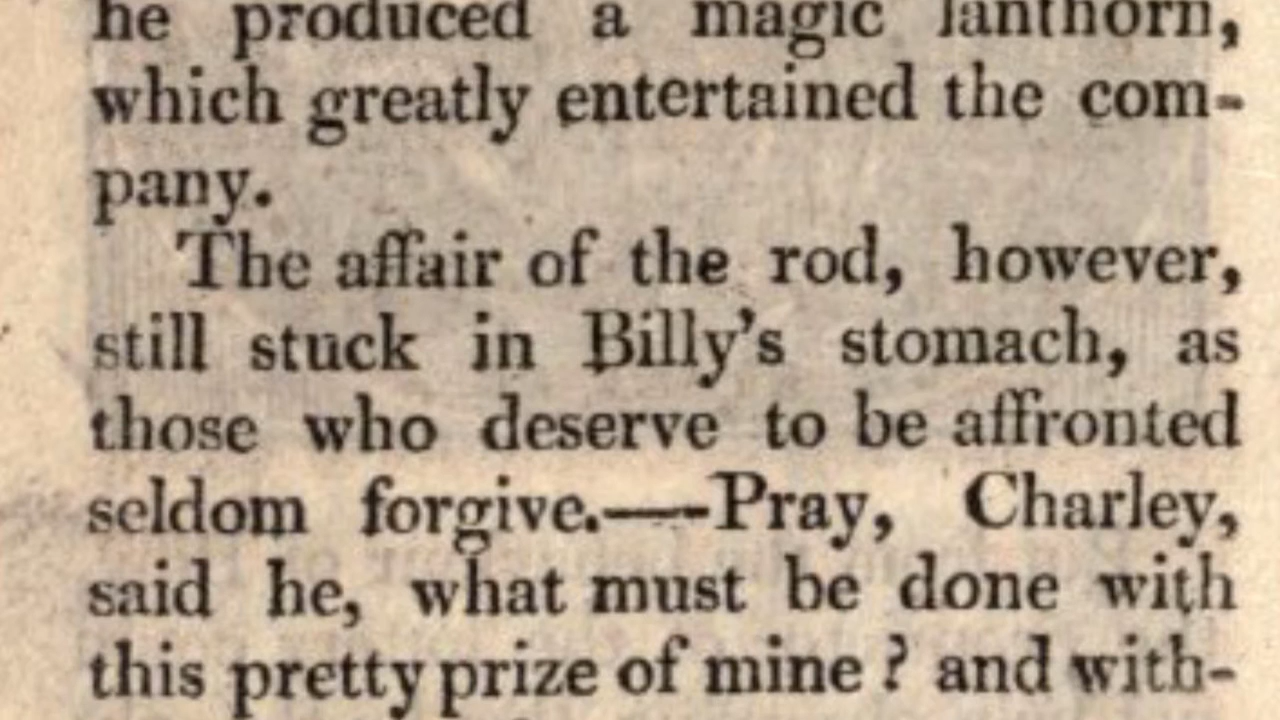 he produced a magic lanthorn,
which greatly entertained the com-
pany.
The affair of the rod, however,
still stuck in Billy's stomach, as
those who deserve to be affronted
seldom forgive.—-Pray, Charley,
said he, what must be done with
this pretty prize of mine ? and with-